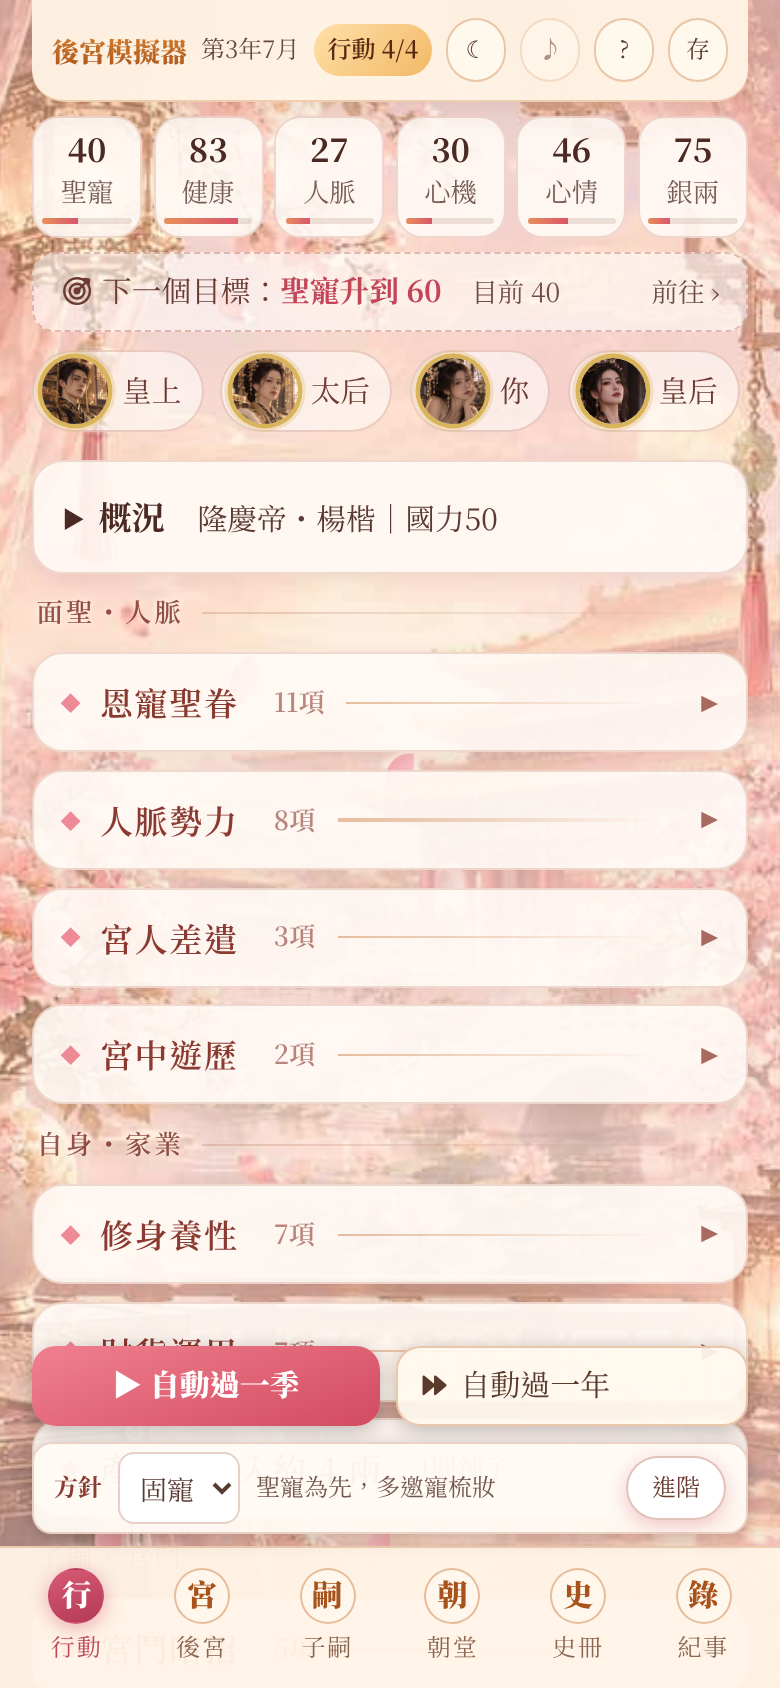 後宮模擬器 第3年7月 行動 4/4 ☾ ♪ ? 存
40 83 27 30 46 75
聖寵 健康 人脈 心機 心情 銀兩
下一個目標：聖寵升到 60 目前 40 前往 ›
皇上 太后 你 皇后
▶ 概況 隆慶帝・楊楷｜國力50
面聖・人脈
◆ 恩寵聖眷 11項 ▶
◆ 人脈勢力 8項 ▶
◆ 宮人差遣 3項 ▶
◆ 宮中遊歷 2項 ▶
自身・家業
◆ 修身養性 7項 ▶
▶ 自動過一季 自動過一年
方針 固寵 聖寵為先，多邀寵梳妝 進階
行 宮 嗣 朝 史 錄
行動 後宮 子嗣 朝堂 史冊 紀事